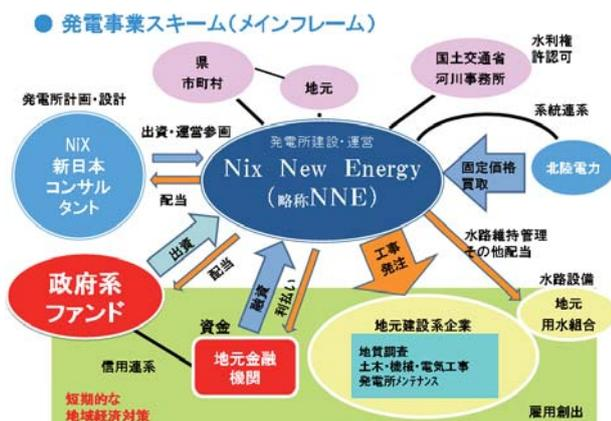 ● 発電事業スキーム(メインフレーム)
県
市町村
地元
国土交通省
河川事務所
水利権
許認可
発電所計画・設計
NiX
新日本
コンサル
タント
出資・運営参画
配当
発電所建設・運営
Nix New Energy
(略称NNE)
系統連系
固定価格
買取
北陸電力
出資
配当
融資
利払い
工事
発注
水路維持管理
その他配当
政府系
ファンド
資金
地元金融
機関
信用連系
水路設備
地元
用水組合
地元建設系企業
地質調査
土木・機械・電気工事
発電所メンテナンス
短期的な
地域経済対策
雇用創出